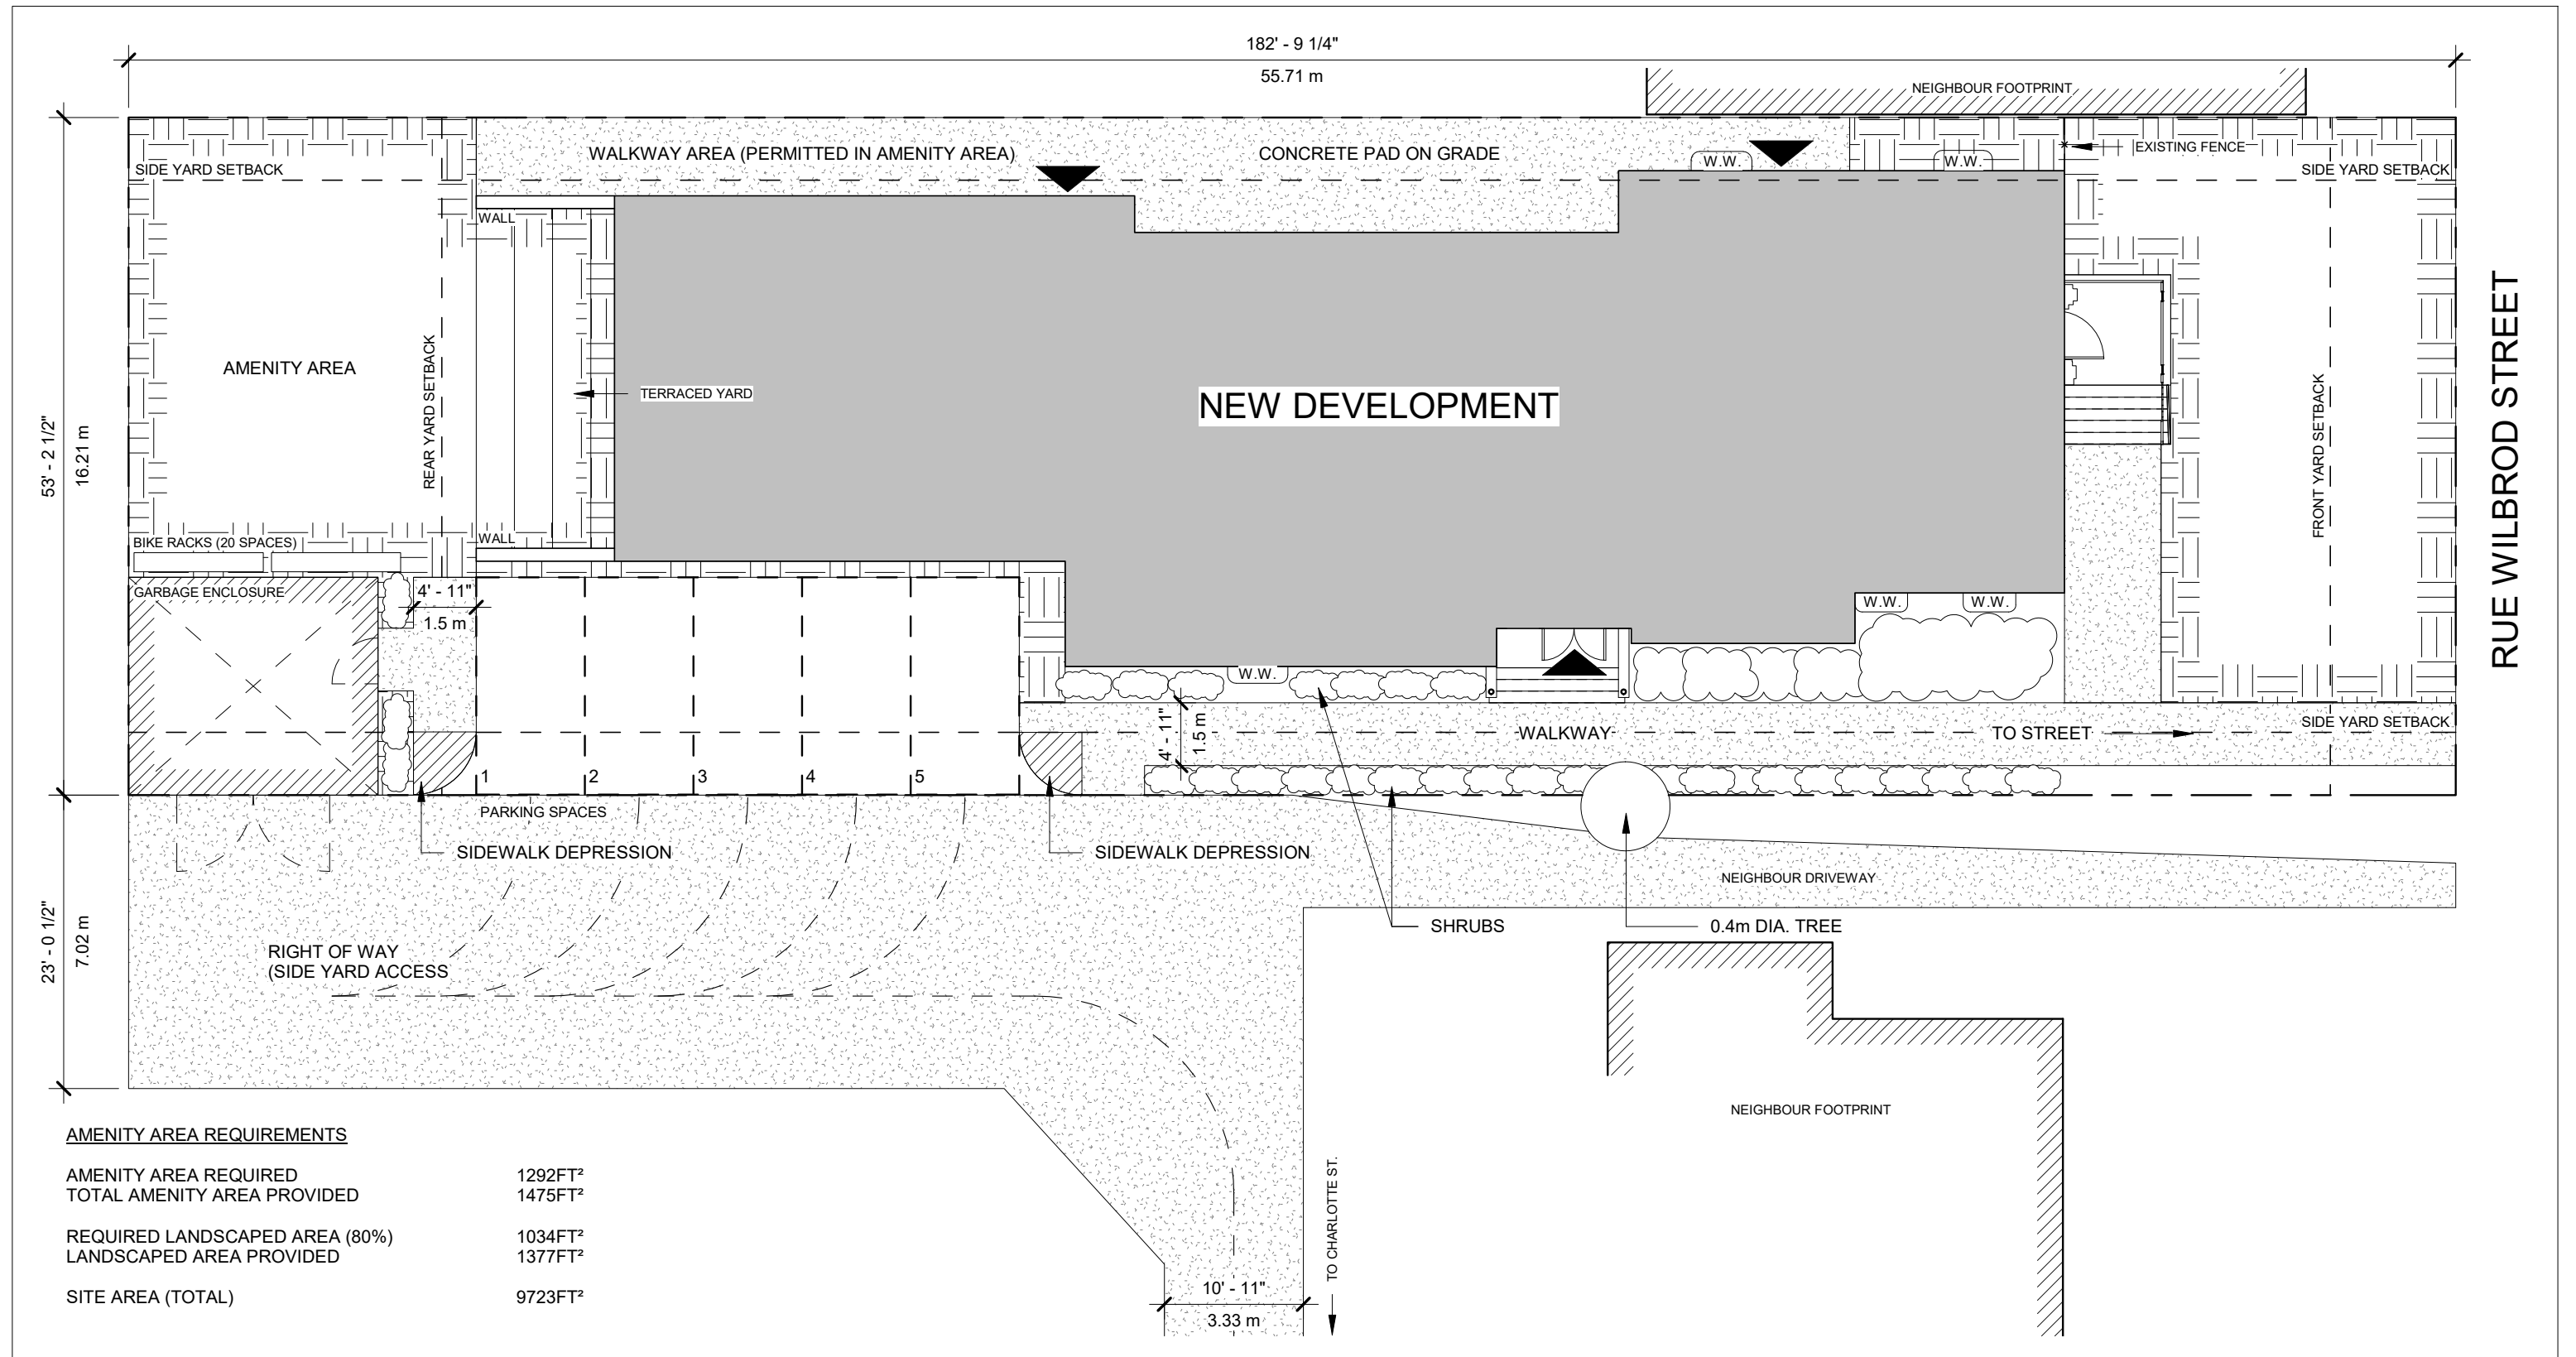 182' - 9 1/4"
55.71 m
NEIGHBOUR FOOTPRINT
WALKWAY AREA (PERMITTED IN AMENITY AREA)
CONCRETE PAD ON GRADE
W.W.
W.W.
EXISTING FENCE
SIDE YARD SETBACK
SIDE YARD SETBACK
WALL
53' - 2 1/2"
16.21 m
AMENITY AREA
REAR YARD SETBACK
TERRACED YARD
NEW DEVELOPMENT
FRONT YARD SETBACK
RUE WILBROD STREET
WALL
BIKE RACKS (20 SPACES)
GARBAGE ENCLOSURE
4' - 11"
1.5 m
W.W.
W.W.
W.W.
4' - 11"
1.5 m
WALKWAY
TO STREET
SIDE YARD SETBACK
1
2
3
4
5
PARKING SPACES
SIDEWALK DEPRESSION
SIDEWALK DEPRESSION
NEIGHBOUR DRIVEWAY
SHRUBS
0.4m DIA. TREE
23' - 0 1/2"
7.02 m
RIGHT OF WAY
(SIDE YARD ACCESS
NEIGHBOUR FOOTPRINT
TO CHARLOTTE ST.
10' - 11"
3.33 m
AMENITY AREA REQUIREMENTS
AMENITY AREA REQUIRED 1292FT²
TOTAL AMENITY AREA PROVIDED 1475FT²
REQUIRED LANDSCAPED AREA (80%) 1034FT²
LANDSCAPED AREA PROVIDED 1377FT²
SITE AREA (TOTAL) 9723FT²